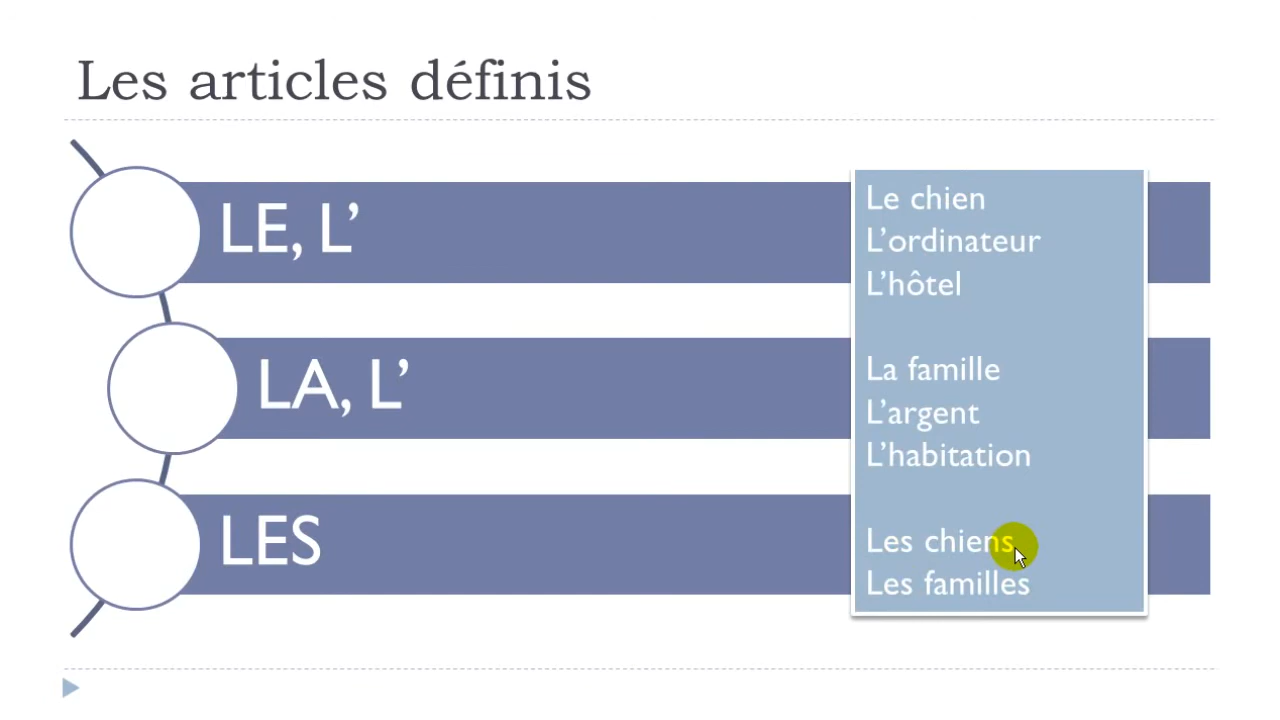 Les articles définis
LE, L’
LA, L’
LES
Le chien
L’ordinateur
L’hôtel
La famille
L’argent
L’habitation
Les chiens
Les familles